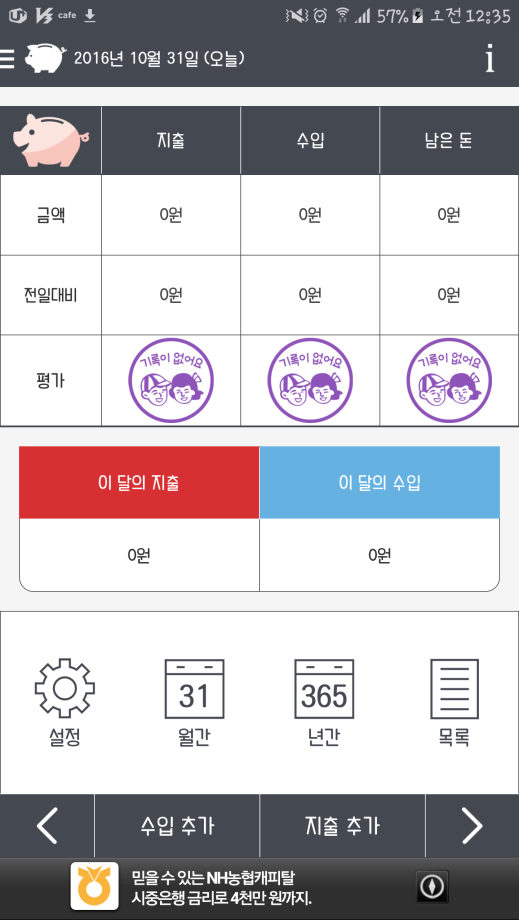 cafe 57% 오전 12:35
2016년 10월 31일 (오늘) i
지출 수입 남은 돈
금액 0원 0원 0원
전일대비 0원 0원 0원
평가 기록이 없어요 기록이 없어요 기록이 없어요
이 달의 지출 이 달의 수입
0원 0원
31 365
설정 월간 년간 목록
수입 추가 지출 추가
믿을 수 있는 NH농협캐피탈
시중은행 금리로 4천만 원까지.